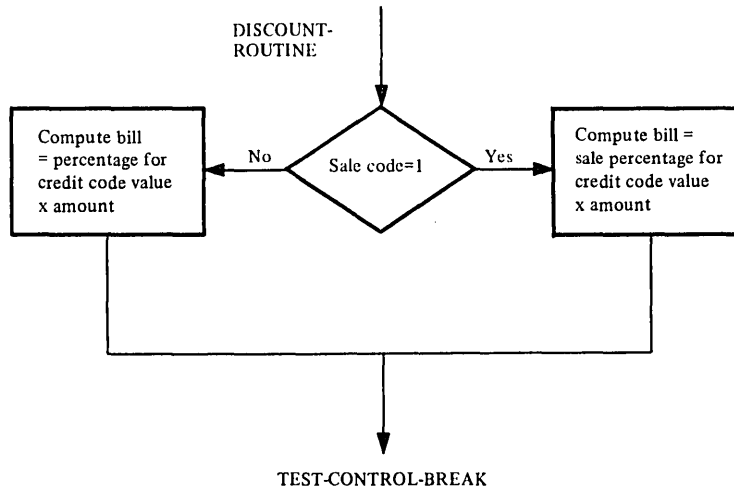 DISCOUNT-
ROUTINE
Compute bill
= percentage for
credit code value
x amount
No
Sale code=1
Yes
Compute bill =
sale percentage for
credit code value
x amount
TEST-CONTROL-BREAK